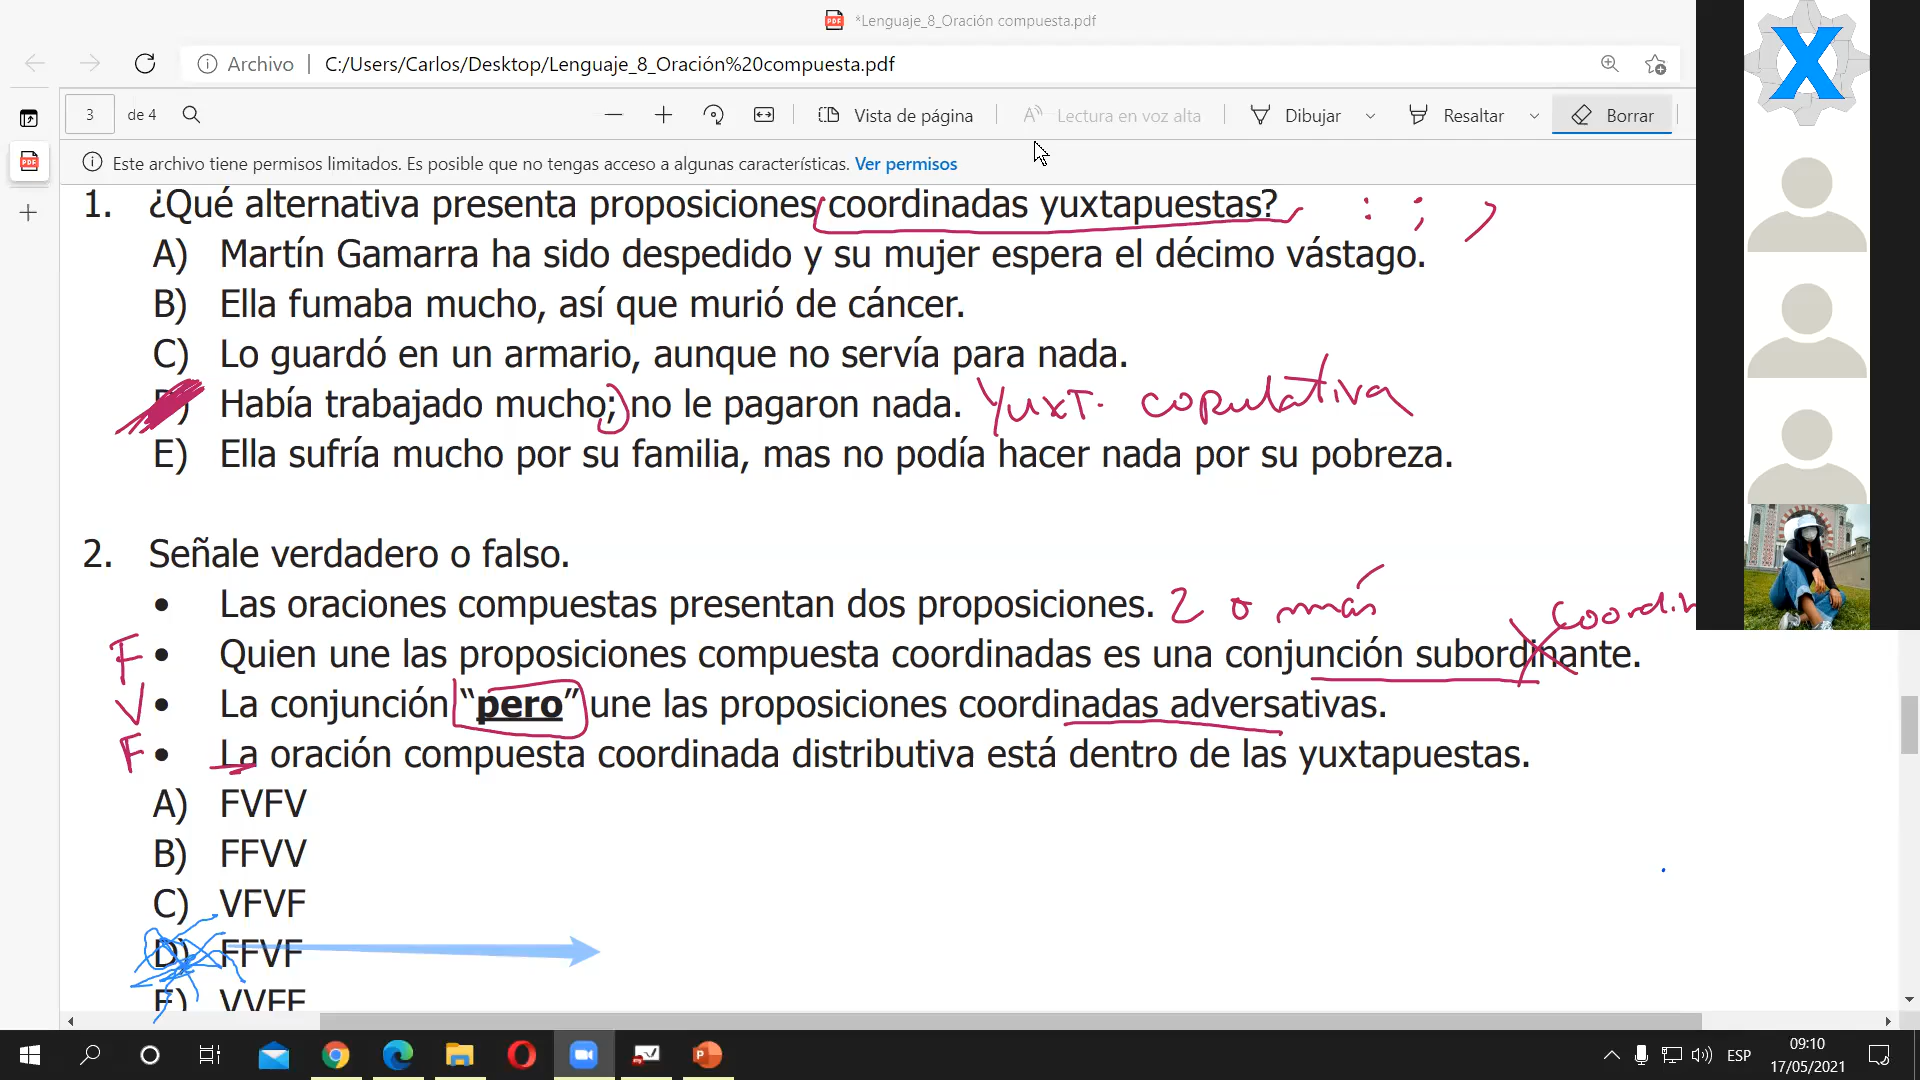 *Lenguaje_8_Oración compuesta.pdf
Archivo | C:/Users/Carlos/Desktop/Lenguaje_8_Oración%20compuesta.pdf
3 de 4 Vista de página Lectura en voz alta Dibujar Resaltar Borrar
Este archivo tiene permisos limitados. Es posible que no tengas acceso a algunas características. Ver permisos
X
1. ¿Qué alternativa presenta proposiciones coordinadas yuxtapuestas? : ; ,
A) Martín Gamarra ha sido despedido y su mujer espera el décimo vástago.
B) Ella fumaba mucho, así que murió de cáncer.
C) Lo guardó en un armario, aunque no servía para nada.
D) Había trabajado mucho; no le pagaron nada. Yuxt. copulativa
E) Ella sufría mucho por su familia, mas no podía hacer nada por su pobreza.
2. Señale verdadero o falso.
• Las oraciones compuestas presentan dos proposiciones. 2 o más
coordin
F • Quien une las proposiciones compuesta coordinadas es una conjunción subordinante.
V • La conjunción “pero” une las proposiciones coordinadas adversativas.
F • La oración compuesta coordinada distributiva está dentro de las yuxtapuestas.
A) FVFV
B) FFVV
C) VFVF
D) FFVF
E) VVFF
ESP
09:10
17/05/2021